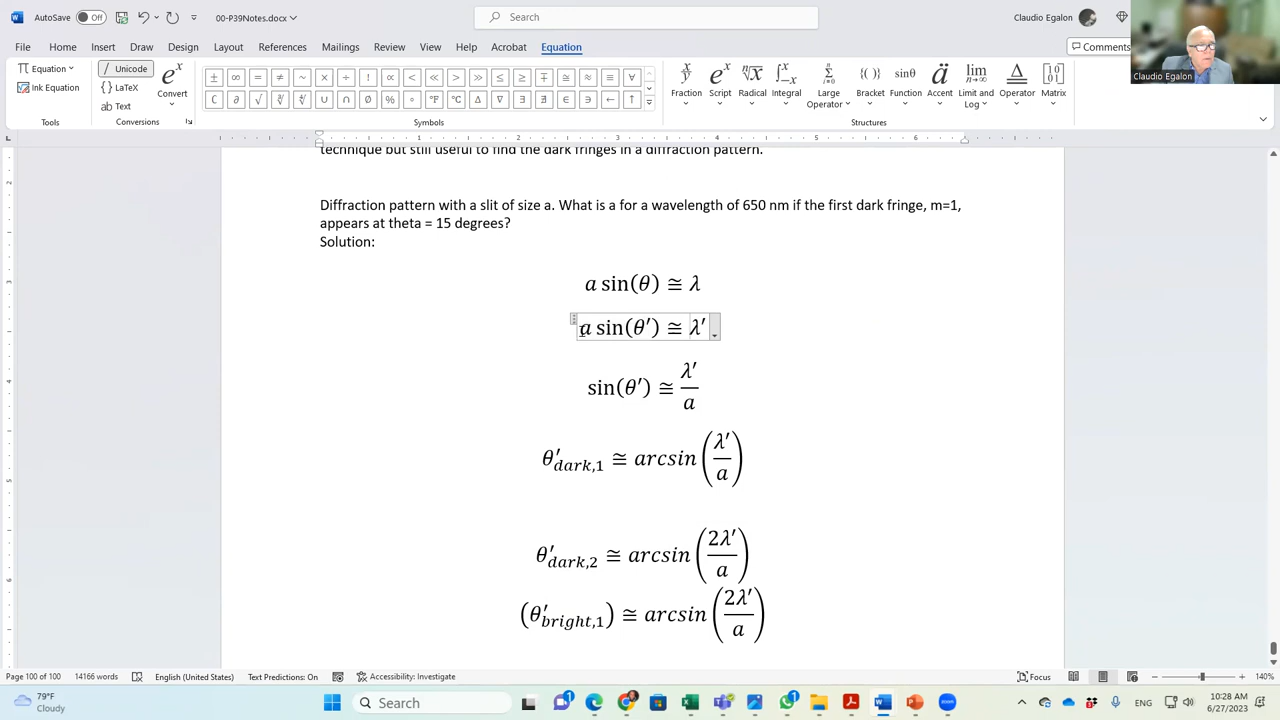 AutoSave Off 00-P39Notes.docx Search Claudio Egalon
File Home Insert Draw Design Layout References Mailings Review View Help Acrobat Equation Comments
Equation Unicode LaTeX Text Ink Equation
Convert
Fraction Script Radical Integral Large Operator Bracket Function Accent Limit and Log Operator Matrix
Tools Conversions Symbols Structures
Claudio Egalon
technique but still useful to find the dark fringes in a diffraction pattern.
Diffraction pattern with a slit of size a. What is a for a wavelength of 650 nm if the first dark fringe, m=1,
appears at theta = 15 degrees?
Solution:
a sin(θ) ≅ λ
a sin(θ′) ≅ λ′
sin(θ′) ≅ λ′/a
θ′dark,1 ≅ arcsin(λ′/a)
θ′dark,2 ≅ arcsin(2λ′/a)
(θ′bright,1) ≅ arcsin(2λ′/a)
Page 100 of 100 14166 words English (United States) Text Predictions: On Accessibility: Investigate Focus 140%
79°F
Cloudy
Search
ENG
10:28 AM
6/27/2023